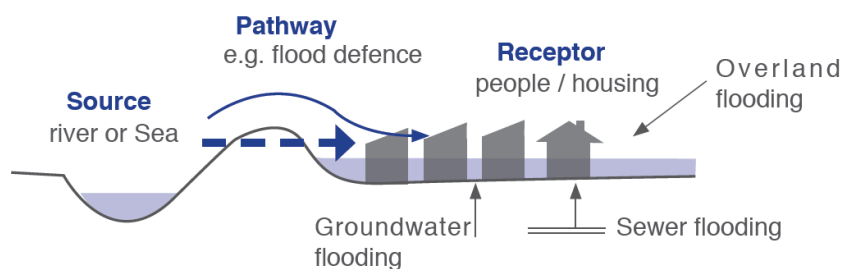 Pathway
e.g. flood defence
Receptor
people / housing
Overland
flooding
Source
river or Sea
Groundwater
flooding
Sewer flooding